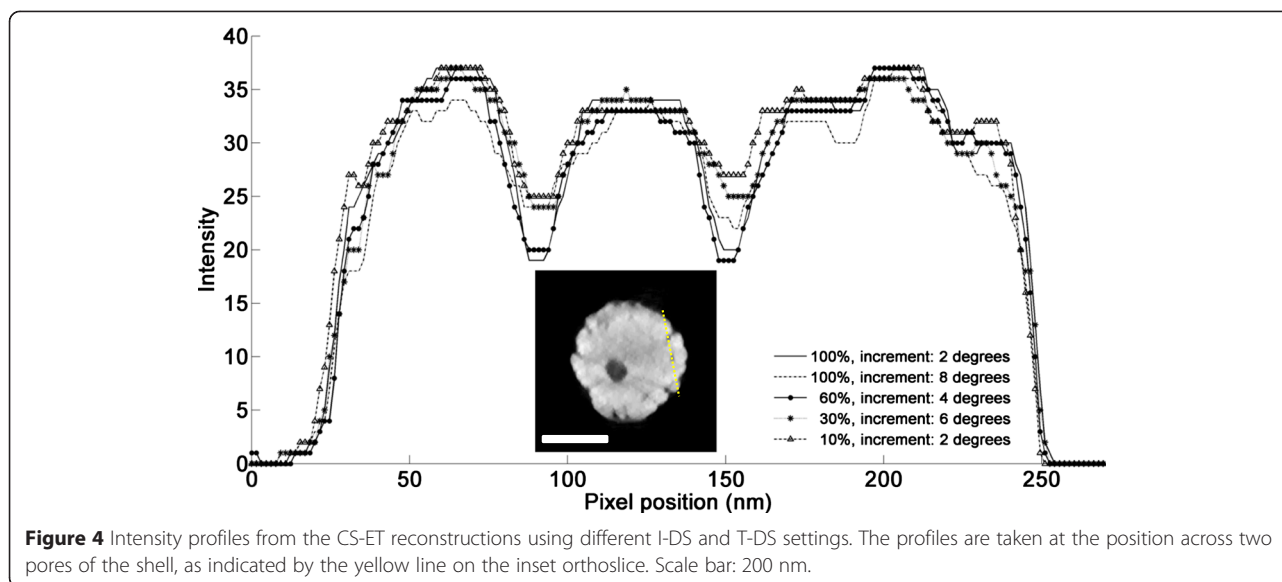 40
35
30
25
20
15
10
5
0
Intensity
100%, increment: 2 degrees
100%, increment: 8 degrees
60%, increment: 4 degrees
30%, increment: 6 degrees
10%, increment: 2 degrees
0 50 100 150 200 250
Pixel position (nm)
Figure 4 Intensity profiles from the CS-ET reconstructions using different I-DS and T-DS settings. The profiles are taken at the position across two
pores of the shell, as indicated by the yellow line on the inset orthoslice. Scale bar: 200 nm.